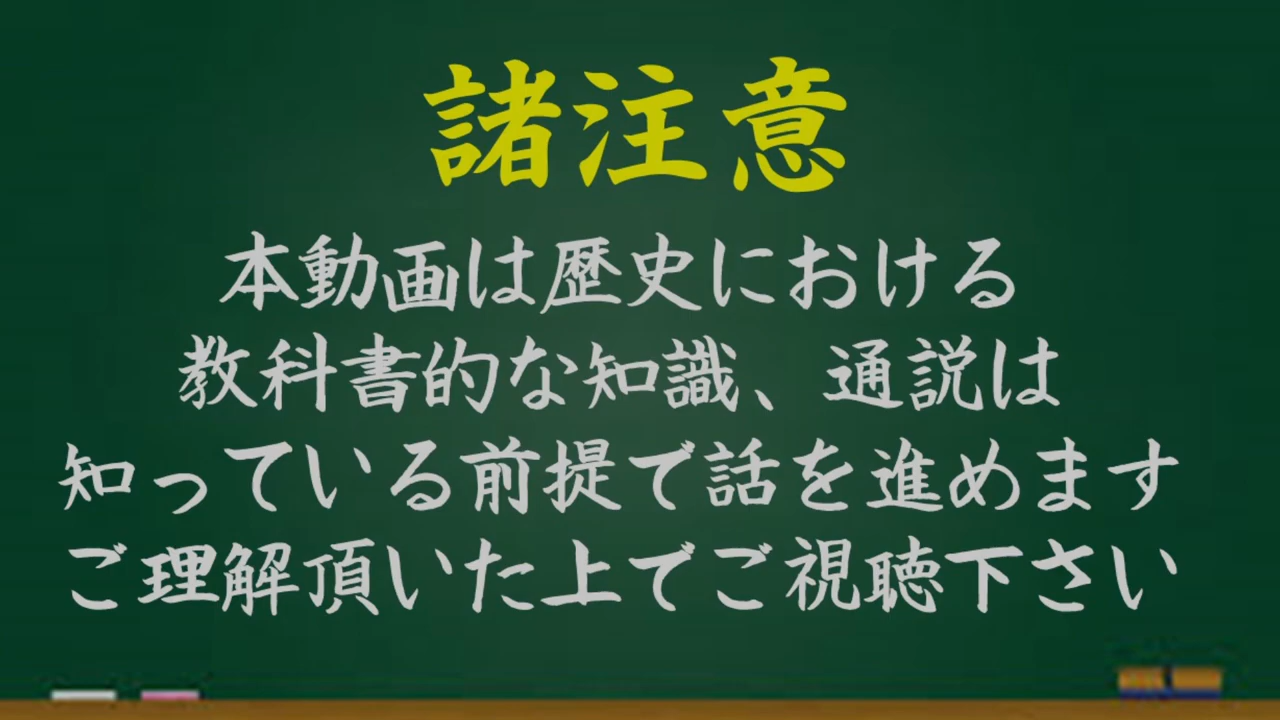 諸注意
本動画は歴史における
教科書的な知識、通説は
知っている前提で話を進めます
ご理解頂いた上でご視聴下さい